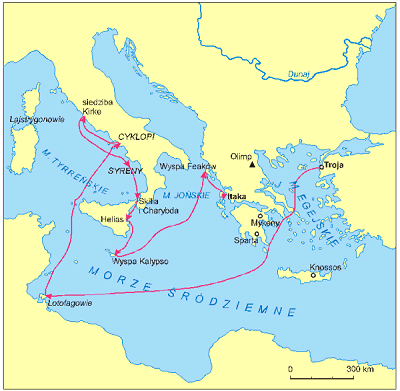 Dunaj
siedziba
Kirke
Lajstrygonowie
CYKLOPI
SYRENY
M. TYRREŃSKIE
Wyspa Feaków
Olimp
Troja
M. JOŃSKIE
Itaka
Skilla
i Charybda
Helios
M. EGEJSKIE
Mykeny
Sparta
Wyspa Kalypso
Knossos
MORZE ŚRÓDZIEMNE
Lotofagowie
0 300 km